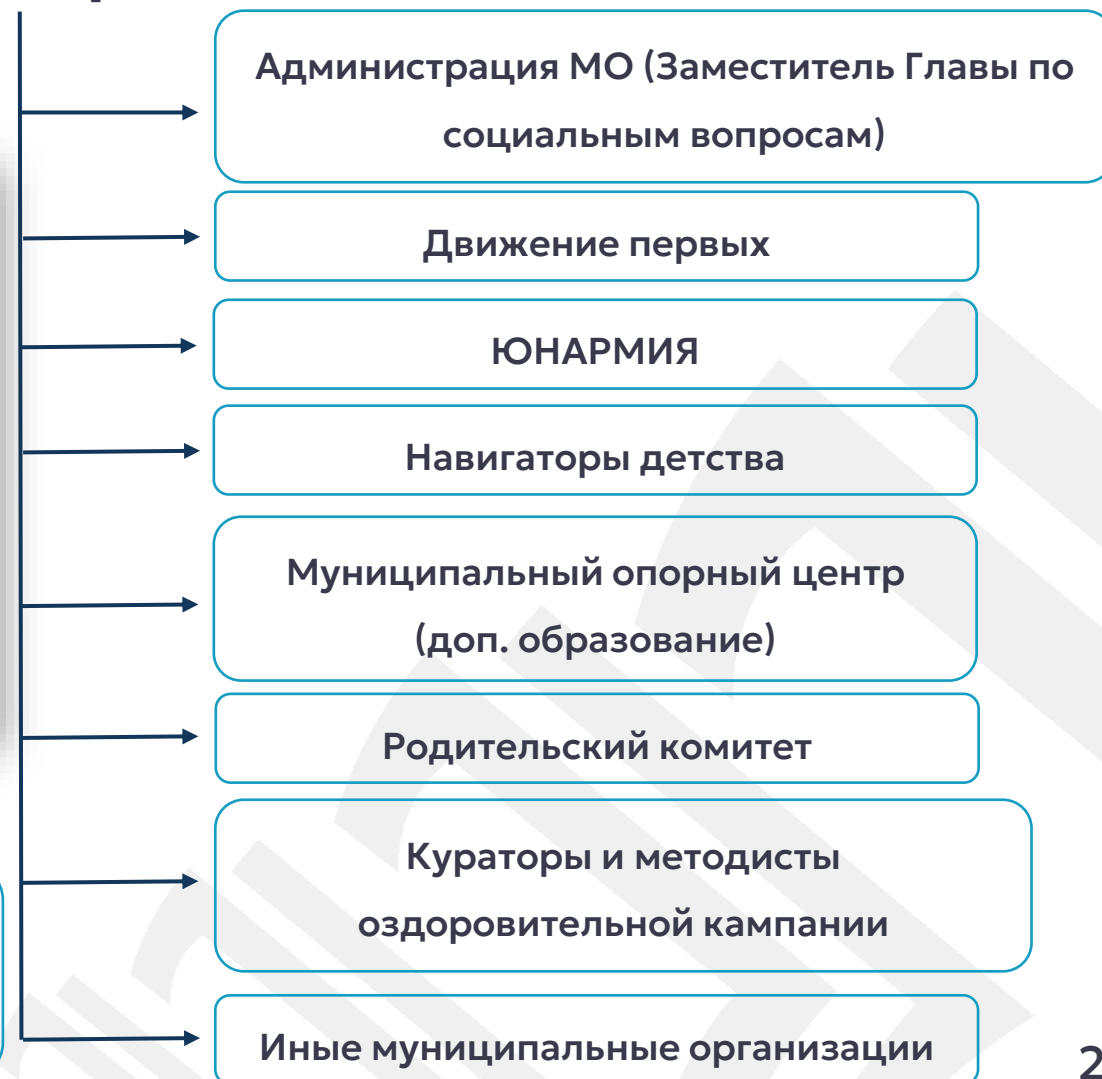 Администрация МО (Заместитель Главы по
социальным вопросам)
Движение первых
ЮНАРМИЯ
Навигаторы детства
Муниципальный опорный центр
(доп. образование)
Родительский комитет
Кураторы и методисты
оздоровительной кампании
Иные муниципальные организации
2